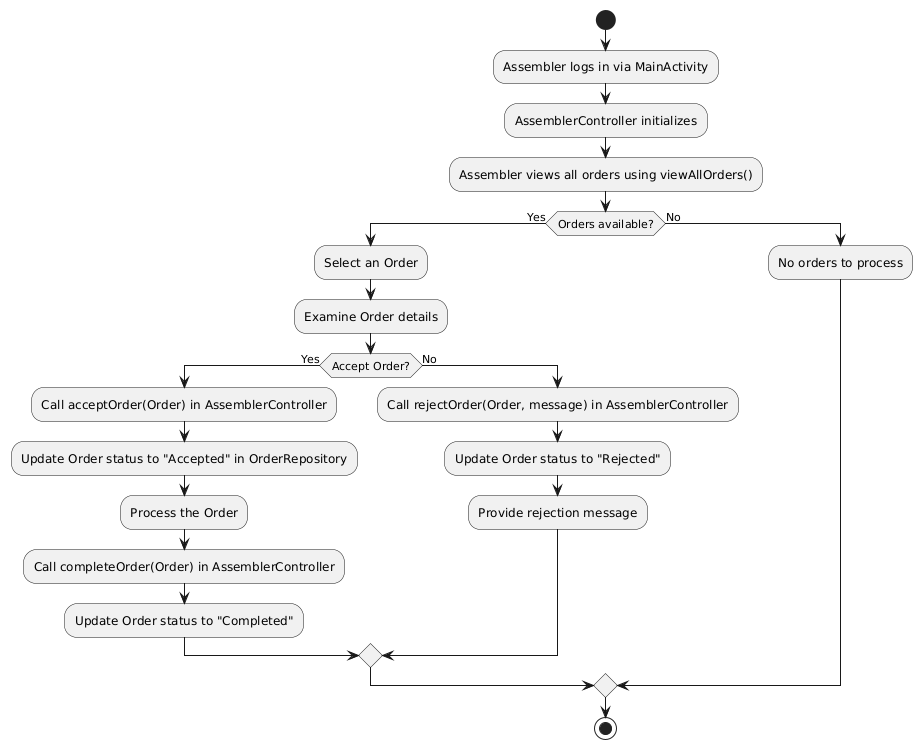 Assembler logs in via MainActivity
AssemblerController initializes
Assembler views all orders using viewAllOrders()
Yes
Orders available?
No
Select an Order
No orders to process
Examine Order details
Yes
Accept Order?
No
Call acceptOrder(Order) in AssemblerController
Call rejectOrder(Order, message) in AssemblerController
Update Order status to "Accepted" in OrderRepository
Update Order status to "Rejected"
Process the Order
Provide rejection message
Call completeOrder(Order) in AssemblerController
Update Order status to "Completed"